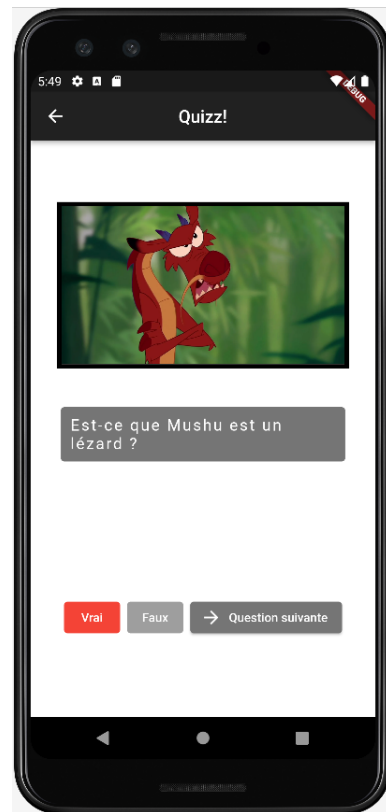 5:49
DEBUG
Quizz!
Est-ce que Mushu est un
lézard ?
Vrai
Faux
Question suivante